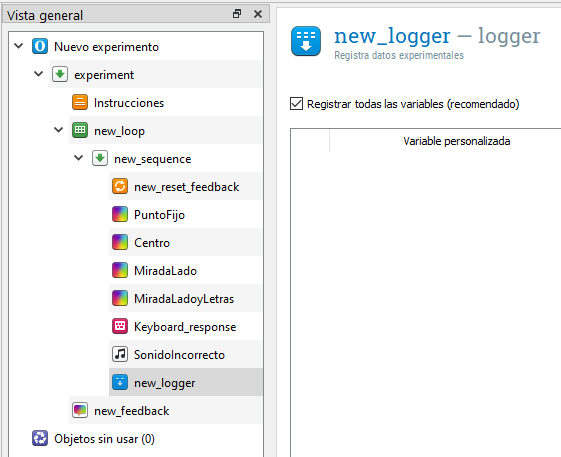 Vista general
Nuevo experimento
experiment
Instrucciones
new_loop
new_sequence
new_reset_feedback
PuntoFijo
Centro
MiradaLado
MiradaLadoyLetras
Keyboard_response
SonidoIncorrecto
new_logger
new_feedback
Objetos sin usar (0)
new_logger — logger
Registra datos experimentales
Registrar todas las variables (recomendado)
Variable personalizada